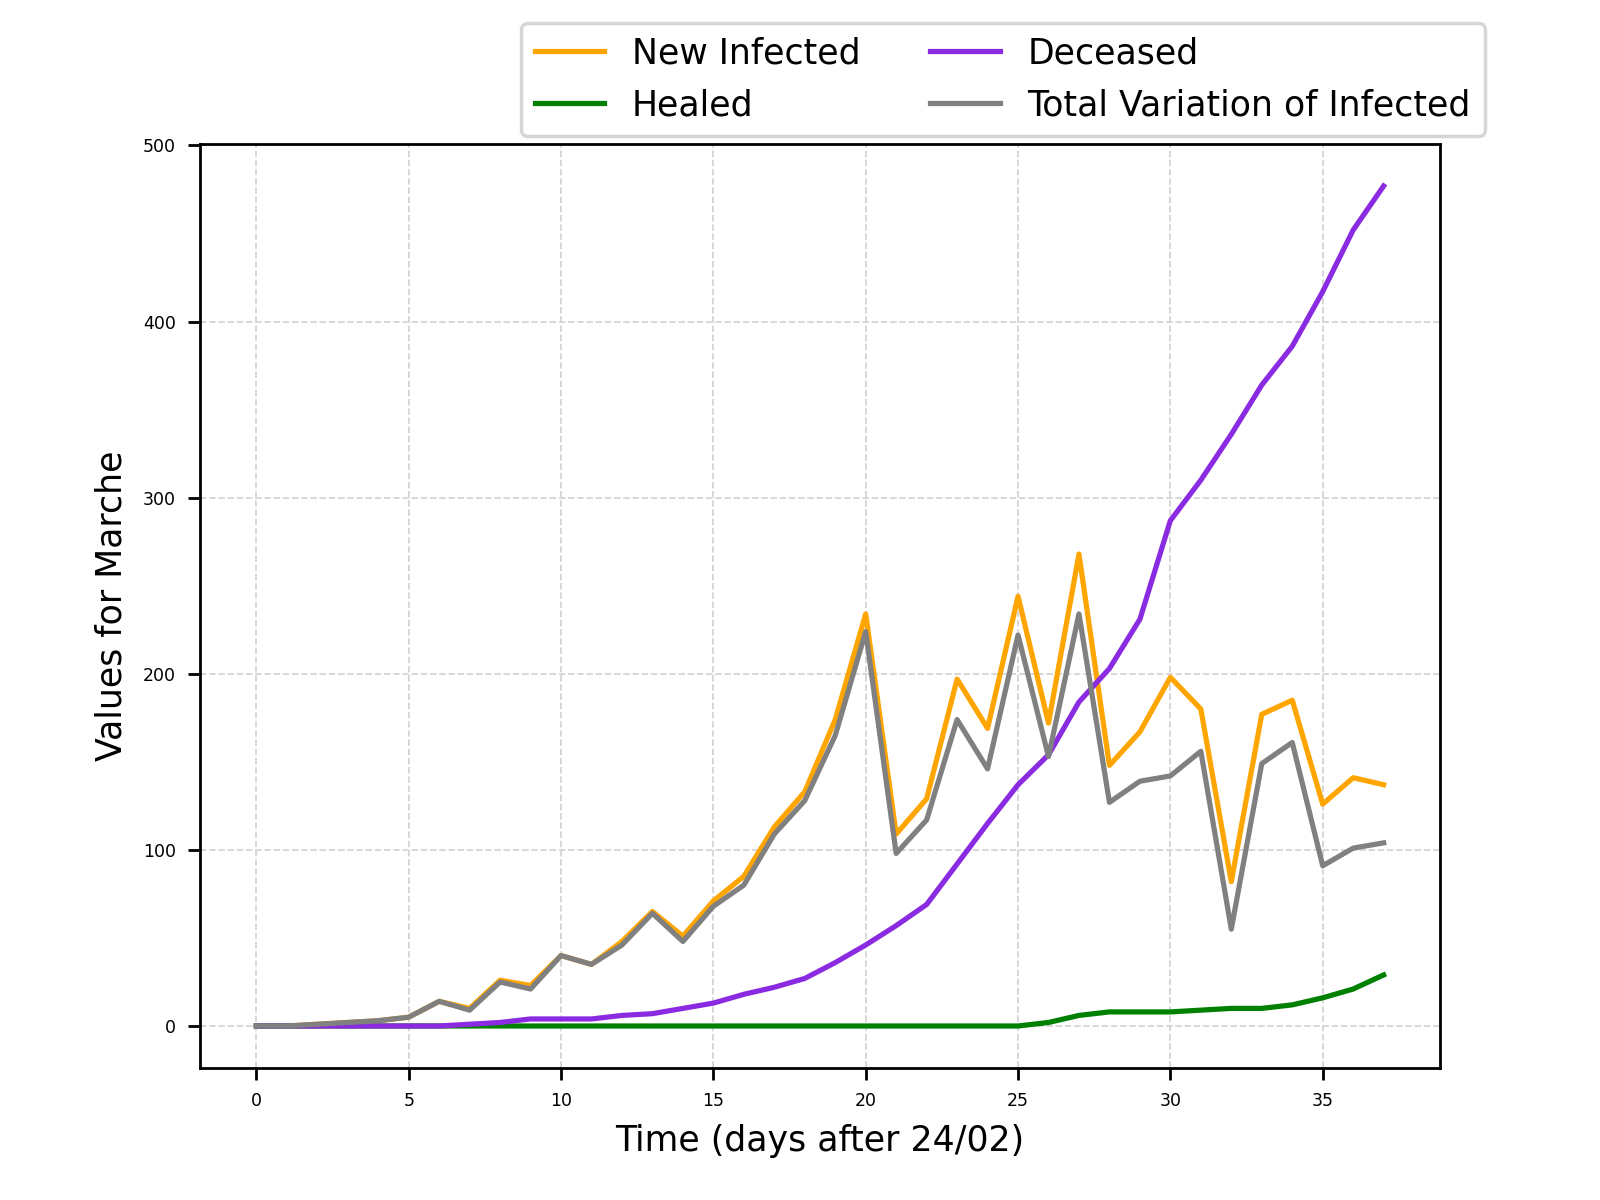 New Infected
Healed
Deceased
Total Variation of Infected
500
400
300
200
100
0
Values for Marche
0 5 10 15 20 25 30 35
Time (days after 24/02)